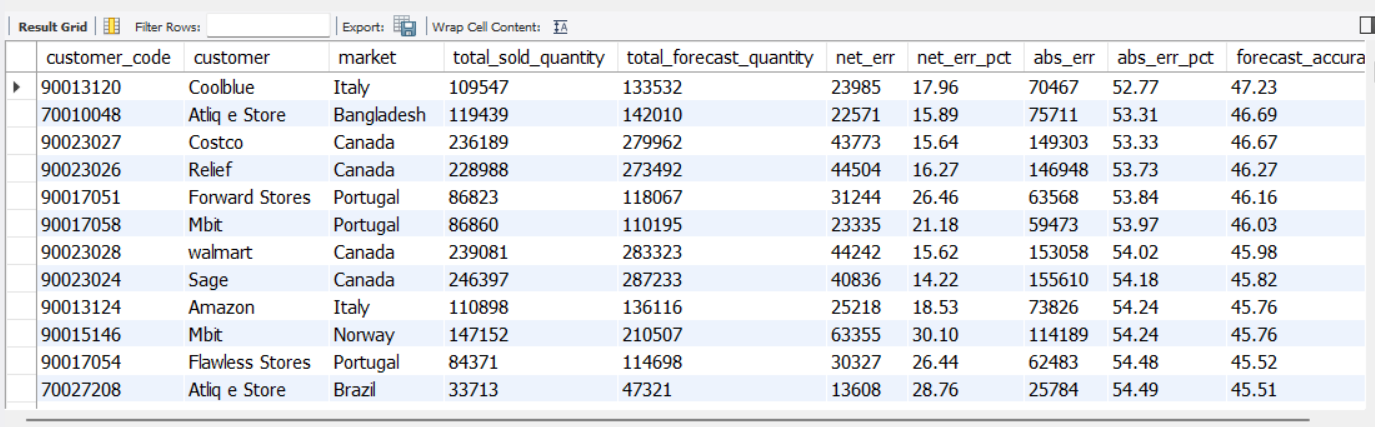 Result Grid Filter Rows: Export: Wrap Cell Content: IA
customer_code customer market total_sold_quantity total_forecast_quantity net_err net_err_pct abs_err abs_err_pct forecast_accura
90013120 Coolblue Italy 109547 133532 23985 17.96 70467 52.77 47.23
70010048 Atliq e Store Bangladesh 119439 142010 22571 15.89 75711 53.31 46.69
90023027 Costco Canada 236189 279962 43773 15.64 149303 53.33 46.67
90023026 Relief Canada 228988 273492 44504 16.27 146948 53.73 46.27
90017051 Forward Stores Portugal 86823 118067 31244 26.46 63568 53.84 46.16
90017058 Mbit Portugal 86860 110195 23335 21.18 59473 53.97 46.03
90023028 walmart Canada 239081 283323 44242 15.62 153058 54.02 45.98
90023024 Sage Canada 246397 287233 40836 14.22 155610 54.18 45.82
90013124 Amazon Italy 110898 136116 25218 18.53 73826 54.24 45.76
90015146 Mbit Norway 147152 210507 63355 30.10 114189 54.24 45.76
90017054 Flawless Stores Portugal 84371 114698 30327 26.44 62483 54.48 45.52
70027208 Atliq e Store Brazil 33713 47321 13608 28.76 25784 54.49 45.51